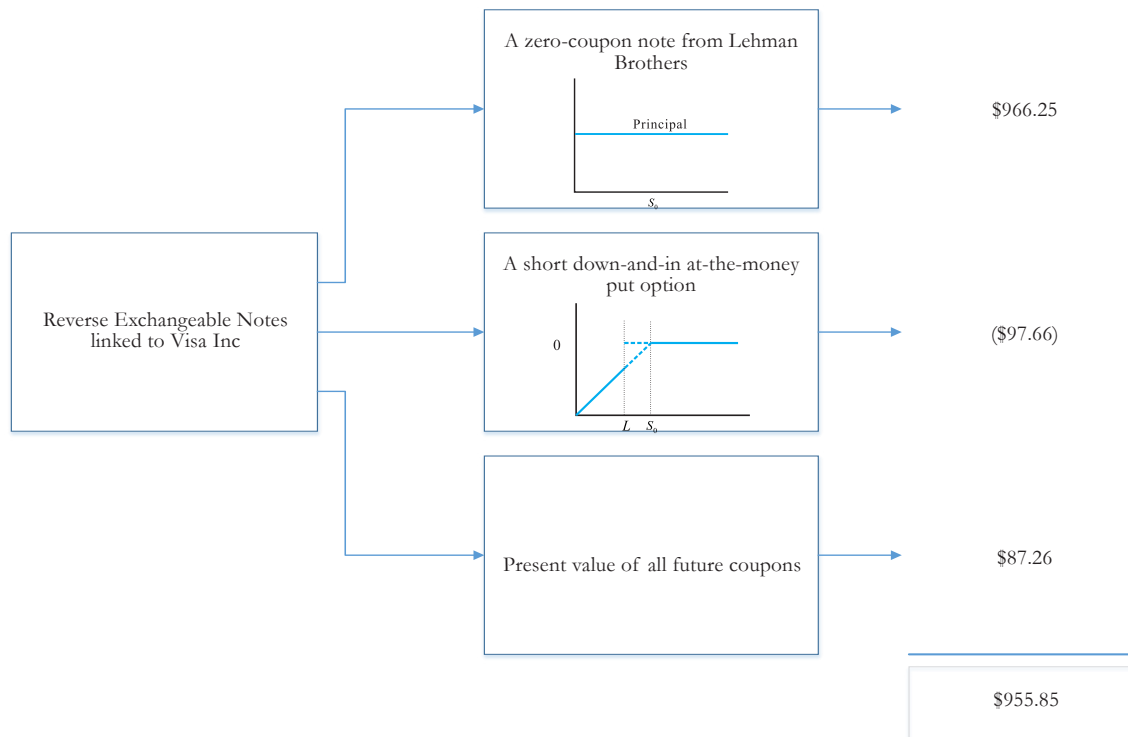 A zero-coupon note from Lehman
Brothers
Principal
S₀
$966.25
Reverse Exchangeable Notes
linked to Visa Inc
A short down-and-in at-the-money
put option
0
L S₀
($97.66)
Present value of all future coupons
$87.26
$955.85